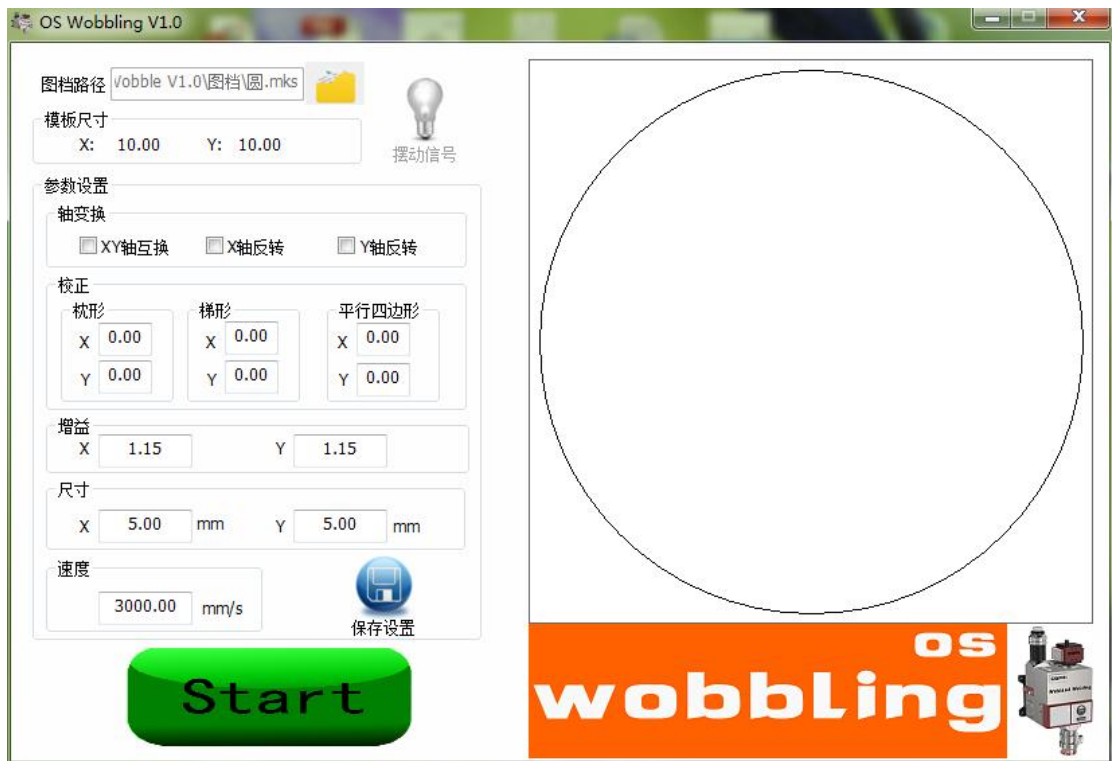 OS Wobbling V1.0
图档路径 Vobble V1.0\图档\圆.mks
摆动信号
模板尺寸
X: 10.00 Y: 10.00
参数设置
轴变换
XY轴互换 X轴反转 Y轴反转
校正
枕形 梯形 平行四边形
X 0.00 X 0.00 X 0.00
Y 0.00 Y 0.00 Y 0.00
增益
X 1.15 Y 1.15
尺寸
X 5.00 mm Y 5.00 mm
速度
3000.00 mm/s
保存设置
Start
os
wobbling